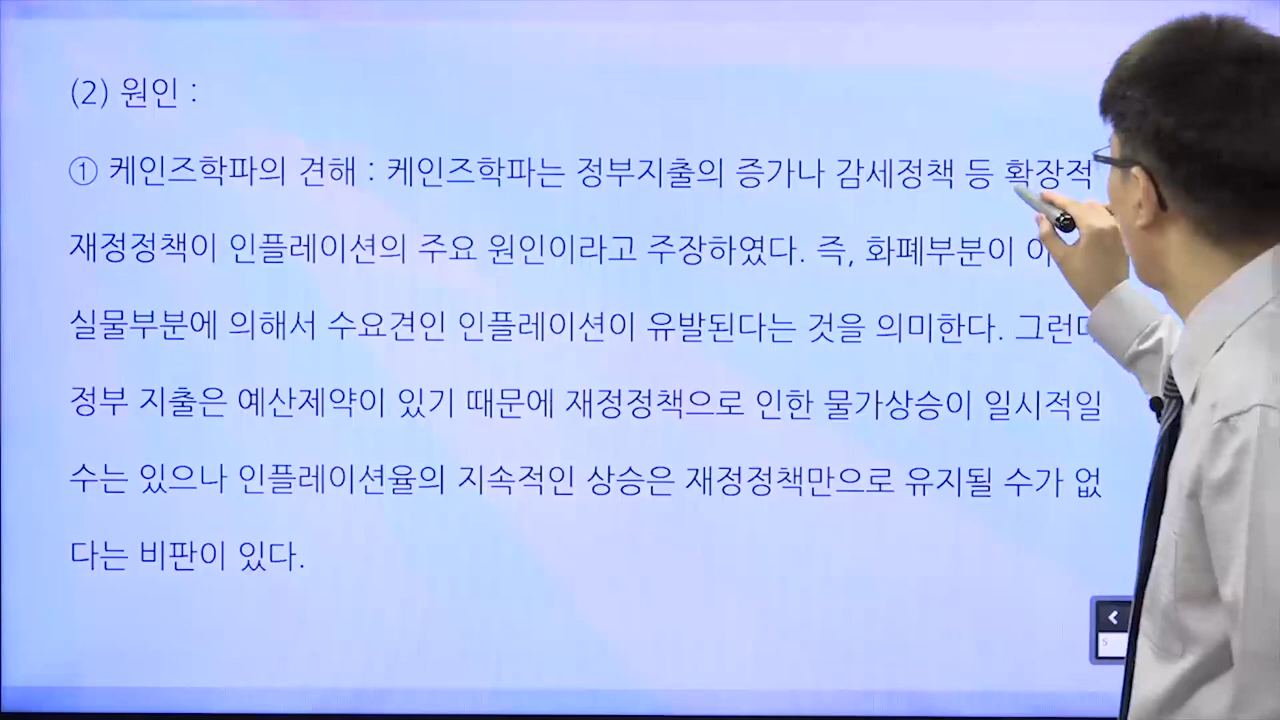 (2) 원인 :
① 케인즈학파의 견해 : 케인즈학파는 정부지출의 증가나 감세정책 등 확장적
재정정책이 인플레이션의 주요 원인이라고 주장하였다. 즉, 화폐부분이
실물부분에 의해서 수요견인 인플레이션이 유발된다는 것을 의미한다.
정부 지출은 예산제약이 있기 때문에 재정정책으로 인한 물가상승이 일시적일
수는 있으나 인플레이션율의 지속적인 상승은 재정정책만으로 유지될 수가 없
다는 비판이 있다.